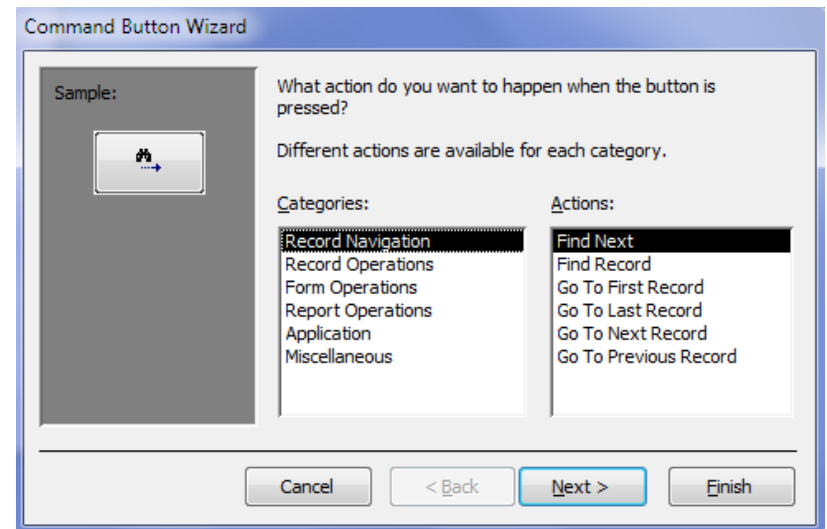 Command Button Wizard
Sample:
What action do you want to happen when the button is
pressed?
Different actions are available for each category.
Categories:
Actions:
Record Navigation
Record Operations
Form Operations
Report Operations
Application
Miscellaneous
Find Next
Find Record
Go To First Record
Go To Last Record
Go To Next Record
Go To Previous Record
Cancel
< Back
Next >
Finish